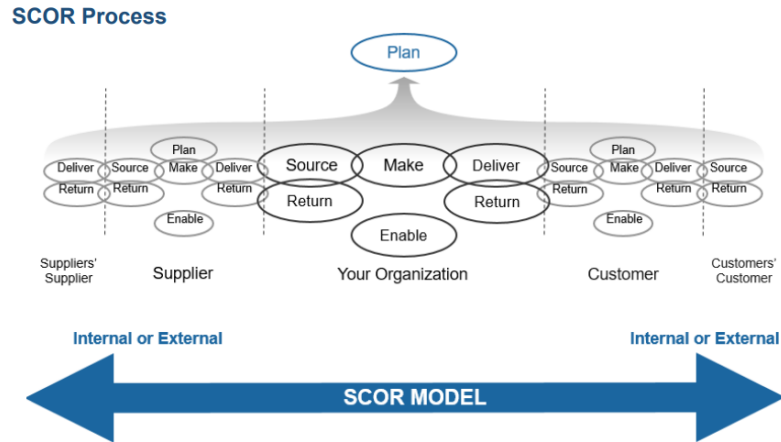 SCOR Process
Plan
Plan
Plan
Deliver Source Make Deliver Source Make Deliver Source Make Deliver Source
Return Return Return Return Return Return Return Return
Enable Enable Enable
Suppliers' Supplier
Supplier
Your Organization
Customer
Customers' Customer
Internal or External
Internal or External
SCOR MODEL